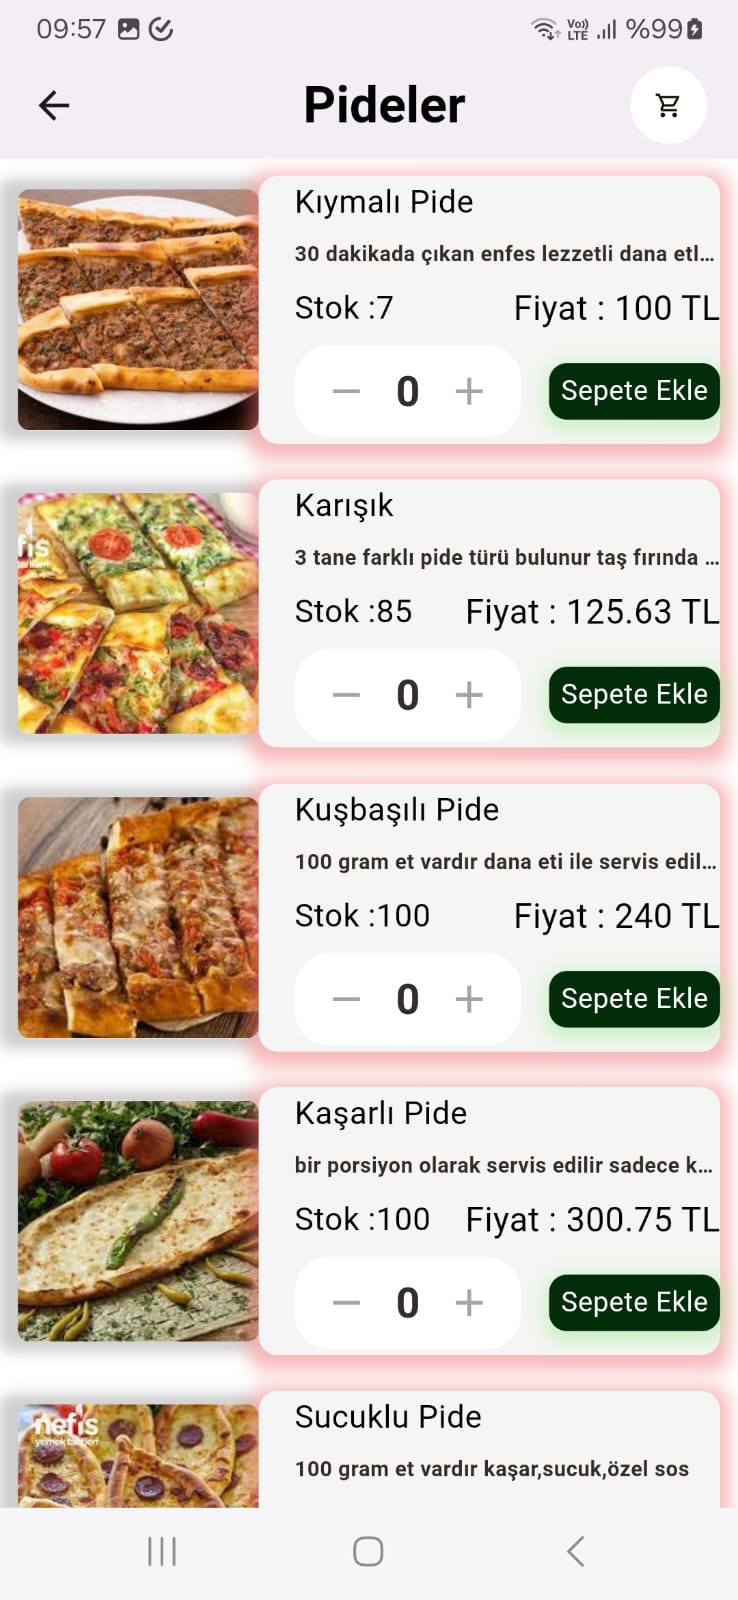 09:57 Vo)) LTE %99
Pideler
Kıymalı Pide
30 dakikada çıkan enfes lezzetli dana etl...
Stok :7 Fiyat : 100 TL
0 Sepete Ekle
Karışık
3 tane farklı pide türü bulunur taş fırında ...
Stok :85 Fiyat : 125.63 TL
0 Sepete Ekle
Kuşbaşılı Pide
100 gram et vardır dana eti ile servis edil...
Stok :100 Fiyat : 240 TL
0 Sepete Ekle
Kaşarlı Pide
bir porsiyon olarak servis edilir sadece k...
Stok :100 Fiyat : 300.75 TL
0 Sepete Ekle
nefis
yemek tarifleri
Sucuklu Pide
100 gram et vardır kaşar,sucuk,özel sos